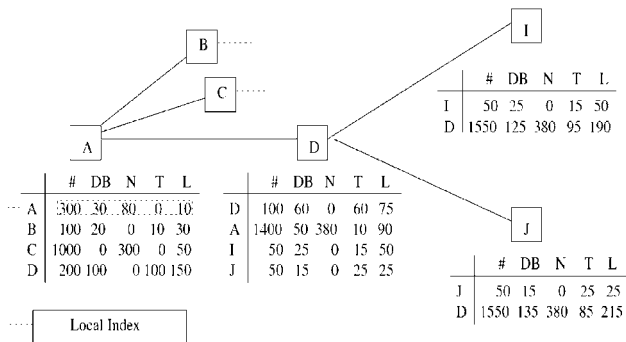 B
C
A
D
I
J
# DB N T L
I 50 25 0 15 50
D 1550 125 380 95 190
# DB N T L
A 300 30 80 0 10
B 100 20 0 10 30
C 1000 0 300 0 50
D 200 100 0 100 150
# DB N T L
D 100 60 0 60 75
A 1400 50 380 10 90
I 50 25 0 15 50
J 50 15 0 25 25
# DB N T L
J 50 15 0 25 25
D 1550 135 380 85 215
Local Index